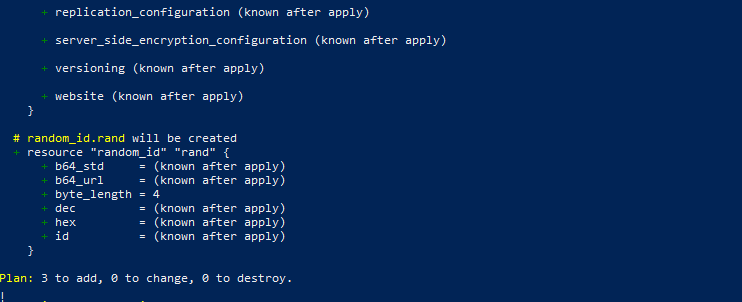 + replication_configuration (known after apply)
+ server_side_encryption_configuration (known after apply)
+ versioning (known after apply)
+ website (known after apply)
}
# random_id.rand will be created
+ resource "random_id" "rand" {
+ b64_std     = (known after apply)
+ b64_url     = (known after apply)
+ byte_length = 4
+ dec         = (known after apply)
+ hex         = (known after apply)
+ id          = (known after apply)
}
Plan: 3 to add, 0 to change, 0 to destroy.